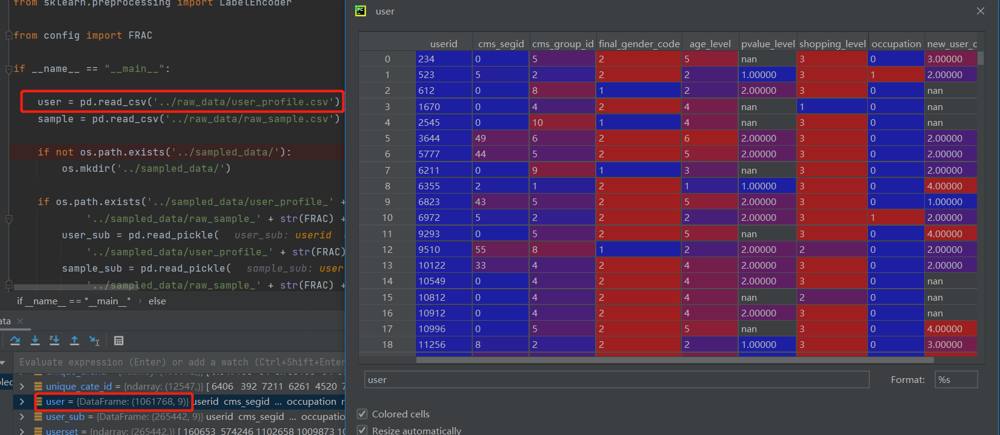 from sklearn.preprocessing import LabelEncoder
from config import FRAC
if __name__ == "__main__":
user = pd.read_csv('../raw_data/user_profile.csv')
sample = pd.read_csv('../raw_data/raw_sample.csv')
if not os.path.exists('../sampled_data/'):
os.mkdir('../sampled_data/')
if os.path.exists('../sampled_data/user_profile_' +
'../sampled_data/raw_sample_' + str(FRAC) +
user_sub = pd.read_pickle( user_sub: userid
'../sampled_data/user_profile_' + str(FRAC)
sample_sub = pd.read_pickle( sample_sub: user
'../sampled_data/raw_sample_' + str(FRAC) +
if __name__ == "__main__" › else
ata
Evaluate expression (Enter) or add a watch (Ctrl+Shift+Enter
unique_cate_id = {ndarray: (12547,)} [ 6406 392 7211 6261 4520 7
user = {DataFrame: (1061768, 9)} userid cms_segid ... occupation
user_sub = {DataFrame: (265442, 9)} userid cms_segid ... occupation
userset = {ndarray: (265442,)} [ 160653 574246 1102658 1009873
PC user
userid cms_segid cms_group_id final_gender_code age_level pvalue_level shopping_level occupation new_user_c
0 234 0 5 2 5 nan 3 0 3.00000
1 523 5 2 2 2 1.00000 3 1 2.00000
2 612 0 8 1 2 2.00000 3 0 nan
3 1670 0 4 2 4 nan 1 0 nan
4 2545 0 10 1 4 nan 3 0 nan
5 3644 49 6 2 6 2.00000 3 0 2.00000
6 5777 44 5 2 5 2.00000 3 0 2.00000
7 6211 0 9 1 3 nan 3 0 2.00000
8 6355 2 1 2 1 1.00000 3 0 4.00000
9 6823 43 5 2 5 2.00000 3 0 1.00000
10 6972 5 2 2 2 2.00000 3 1 2.00000
11 9293 0 5 2 5 nan 3 0 4.00000
12 9510 55 8 1 2 2.00000 2 0 2.00000
13 10122 33 4 2 4 2.00000 3 0 2.00000
14 10549 0 4 2 4 2.00000 3 0 nan
15 10812 0 4 2 4 nan 2 0 nan
16 10912 0 4 2 4 2.00000 3 0 nan
17 10996 0 5 2 5 nan 3 0 4.00000
18 11256 8 2 2 2 1.00000 3 0 3.00000
user Format: %s
Colored cells
Resize automatically